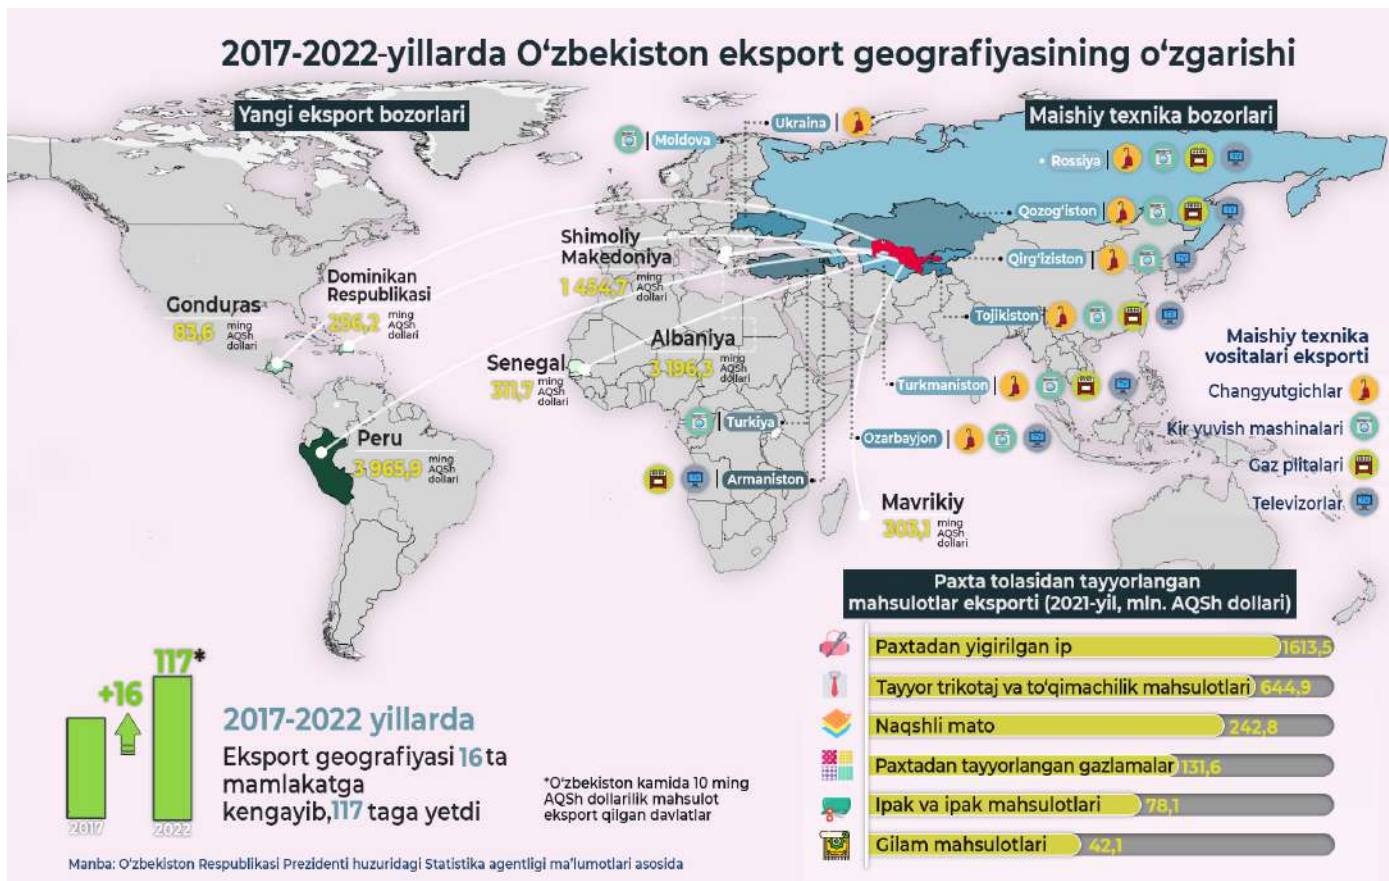 2017-2022-yillarda O‘zbekiston eksport geografiyasining o‘zgarishi
Yangi eksport bozorlari
Maishiy texnika bozorlari
Ukraina
Moldova
Rossiya
Qozog‘iston
Qirg‘iziston
Tojikiston
Turkmaniston
Ozarbayjon
Turkiya
Armaniston
Shimoliy
Makedoniya
1 454,7 ming
AQSh
dollari
Dominikan
Respublikasi
256,2 ming
AQSh
dollari
Gonduras
83,6 ming
AQSh
dollari
Albaniya
3 196,3 ming
AQSh
dollari
Senegal
311,7 ming
AQSh
dollari
Peru
3 965,9 ming
AQSh
dollari
Mavrikiy
303,1 ming
AQSh
dollari
Maishiy texnika
vositalari eksporti
Changyutgichlar
Kir yuvish mashinalari
Gaz plitalari
Televizorlar
Paxta tolasidan tayyorlangan
mahsulotlar eksporti (2021-yil, mln. AQSh dollari)
Paxtadan yigirilgan ip 1613,5
Tayyor trikotaj va to‘qimachilik mahsulotlari 644,9
Naqshli mato 242,8
Paxtadan tayyorlangan gazlamalar 131,6
Ipak va ipak mahsulotlari 78,1
Gilam mahsulotlari 42,1
117*
+16
2017 2022
2017-2022 yillarda
Eksport geografiyasi 16 ta
mamlakatga
kengayib,117 taga yetdi
*O‘zbekiston kamida 10 ming
AQSh dollarilik mahsulot
eksport qilgan davlatlar
Manba: O‘zbekiston Respublikasi Prezidenti huzuridagi Statistika agentligi ma’lumotlari asosida